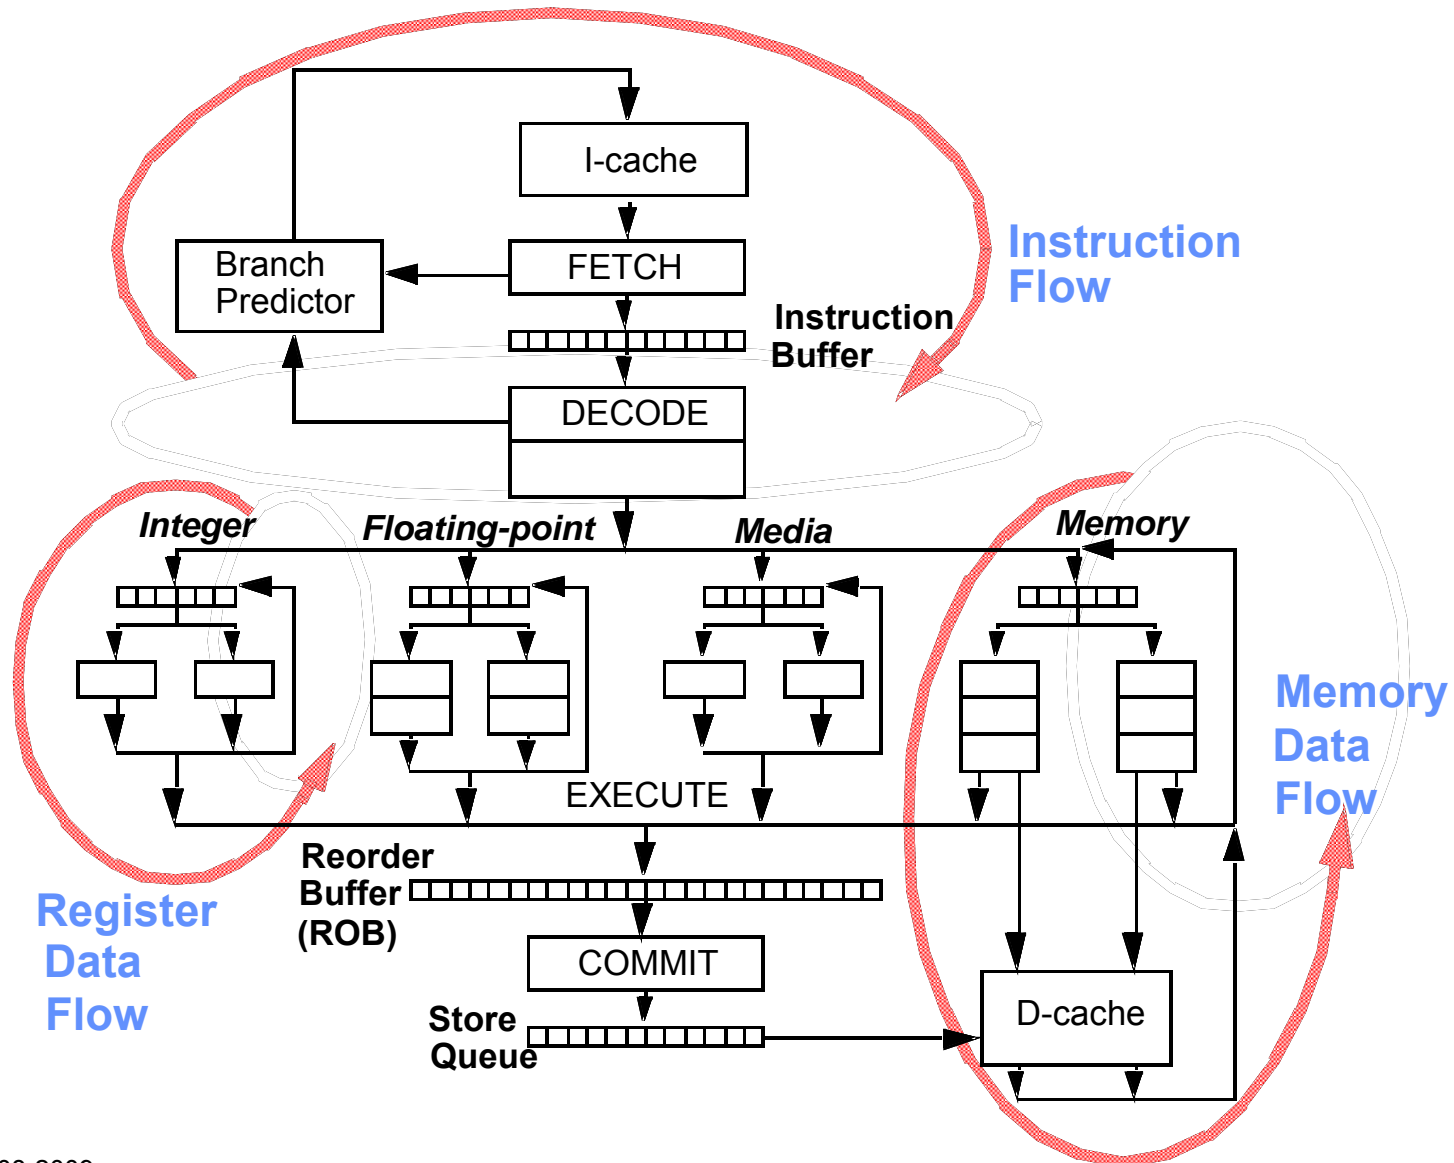 I-cache
Instruction
Flow
Branch
Predictor
FETCH
Instruction
Buffer
DECODE
Integer
Floating-point
Media
Memory
Memory
Data
Flow
EXECUTE
Reorder
Buffer
(ROB)
Register
Data
Flow
COMMIT
Store
Queue
D-cache